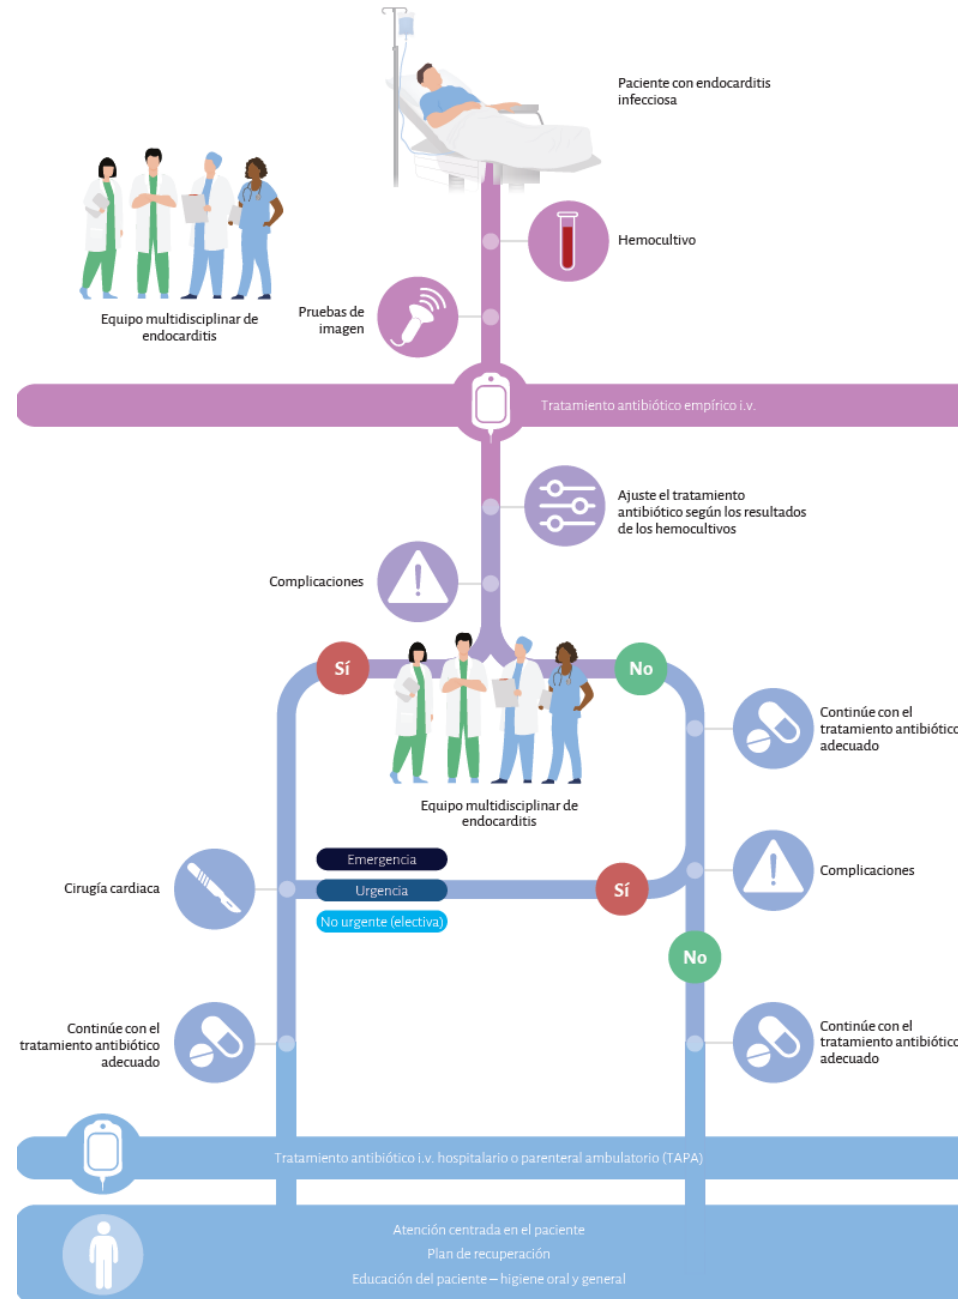 Paciente con endocarditis
infecciosa
Hemocultivo
Equipo multidisciplinar de
endocarditis
Pruebas de
imagen
Tratamiento antibiótico empírico i.v.
Ajuste el tratamiento
antibiótico según los resultados
de los hemocultivos
Complicaciones
Sí
No
Continúe con el
tratamiento antibiótico
adecuado
Equipo multidisciplinar de
endocarditis
Emergencia
Cirugía cardiaca
Urgencia
Sí
Complicaciones
No urgente (electiva)
No
Continúe con el
tratamiento antibiótico
adecuado
Continúe con el
tratamiento antibiótico
adecuado
Tratamiento antibiótico i.v. hospitalario o parenteral ambulatorio (TAPA)
Atención centrada en el paciente
Plan de recuperación
Educación del paciente – higiene oral y general